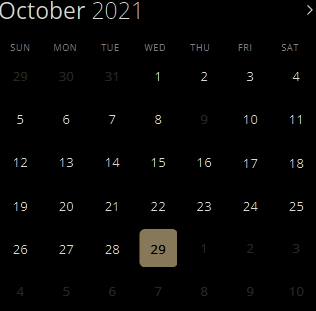 October 2021
SUN MON TUE WED THU FRI SAT
29 30 31 1 2 3 4
5 6 7 8 9 10 11
12 13 14 15 16 17 18
19 20 21 22 23 24 25
26 27 28 29 1 2 3
4 5 6 7 8 9 10